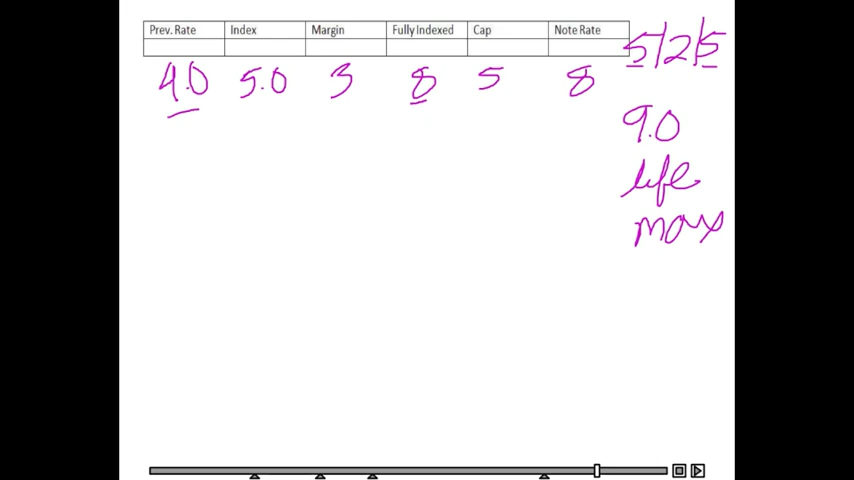 Prev. Rate Index Margin Fully Indexed Cap Note Rate
4.0 5.0 3 8 5 8
5/2/5
9.0
life
max